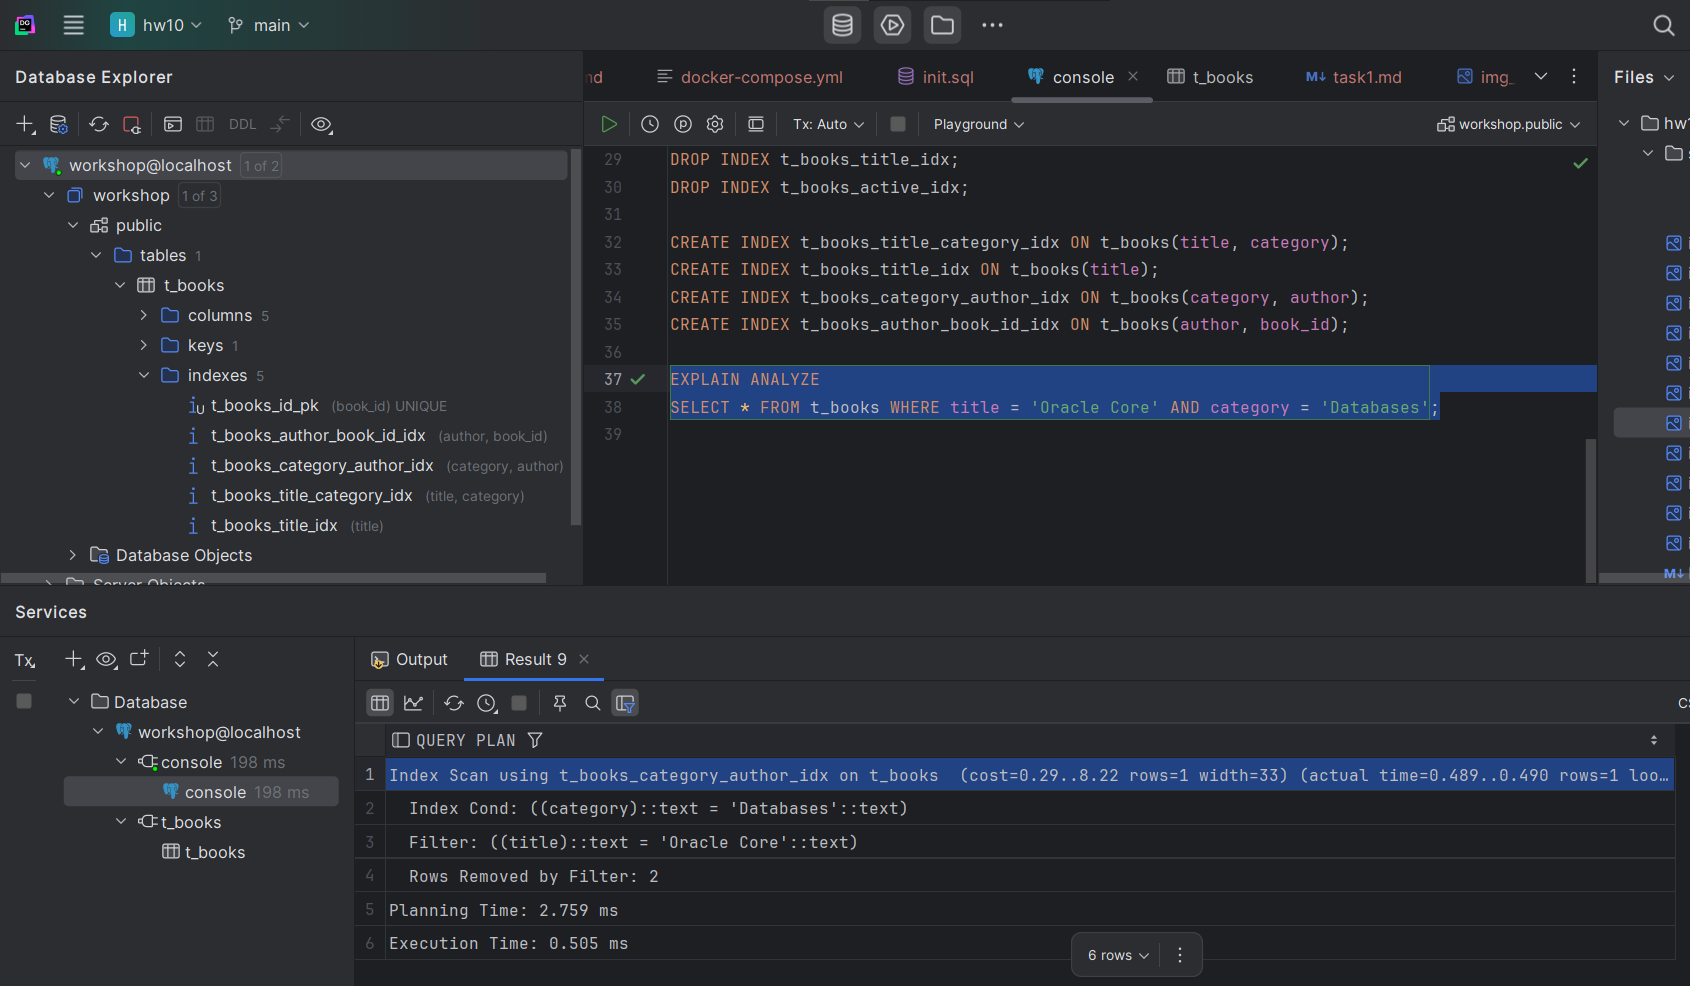 DG H hw10 main
Database Explorer
docker-compose.yml init.sql console t_books M↓ task1.md img_ Files
DDL Tx: Auto Playground workshop.public
workshop@localhost 1 of 2
workshop 1 of 3
public
tables 1
t_books
columns 5
keys 1
indexes 5
t_books_id_pk (book_id) UNIQUE
t_books_author_book_id_idx (author, book_id)
t_books_category_author_idx (category, author)
t_books_title_category_idx (title, category)
t_books_title_idx (title)
Database Objects
Server Objects
29 DROP INDEX t_books_title_idx;
30 DROP INDEX t_books_active_idx;
31
32 CREATE INDEX t_books_title_category_idx ON t_books(title, category);
33 CREATE INDEX t_books_title_idx ON t_books(title);
34 CREATE INDEX t_books_category_author_idx ON t_books(category, author);
35 CREATE INDEX t_books_author_book_id_idx ON t_books(author, book_id);
36
37 EXPLAIN ANALYZE
38 SELECT * FROM t_books WHERE title = 'Oracle Core' AND category = 'Databases';
39
M↓
Services
Tx
Database
workshop@localhost
console 198 ms
console 198 ms
t_books
t_books
Output Result 9
QUERY PLAN
1 Index Scan using t_books_category_author_idx on t_books (cost=0.29..8.22 rows=1 width=33) (actual time=0.489..0.490 rows=1 loo…
2 Index Cond: ((category)::text = 'Databases'::text)
3 Filter: ((title)::text = 'Oracle Core'::text)
4 Rows Removed by Filter: 2
5 Planning Time: 2.759 ms
6 Execution Time: 0.505 ms
6 rows